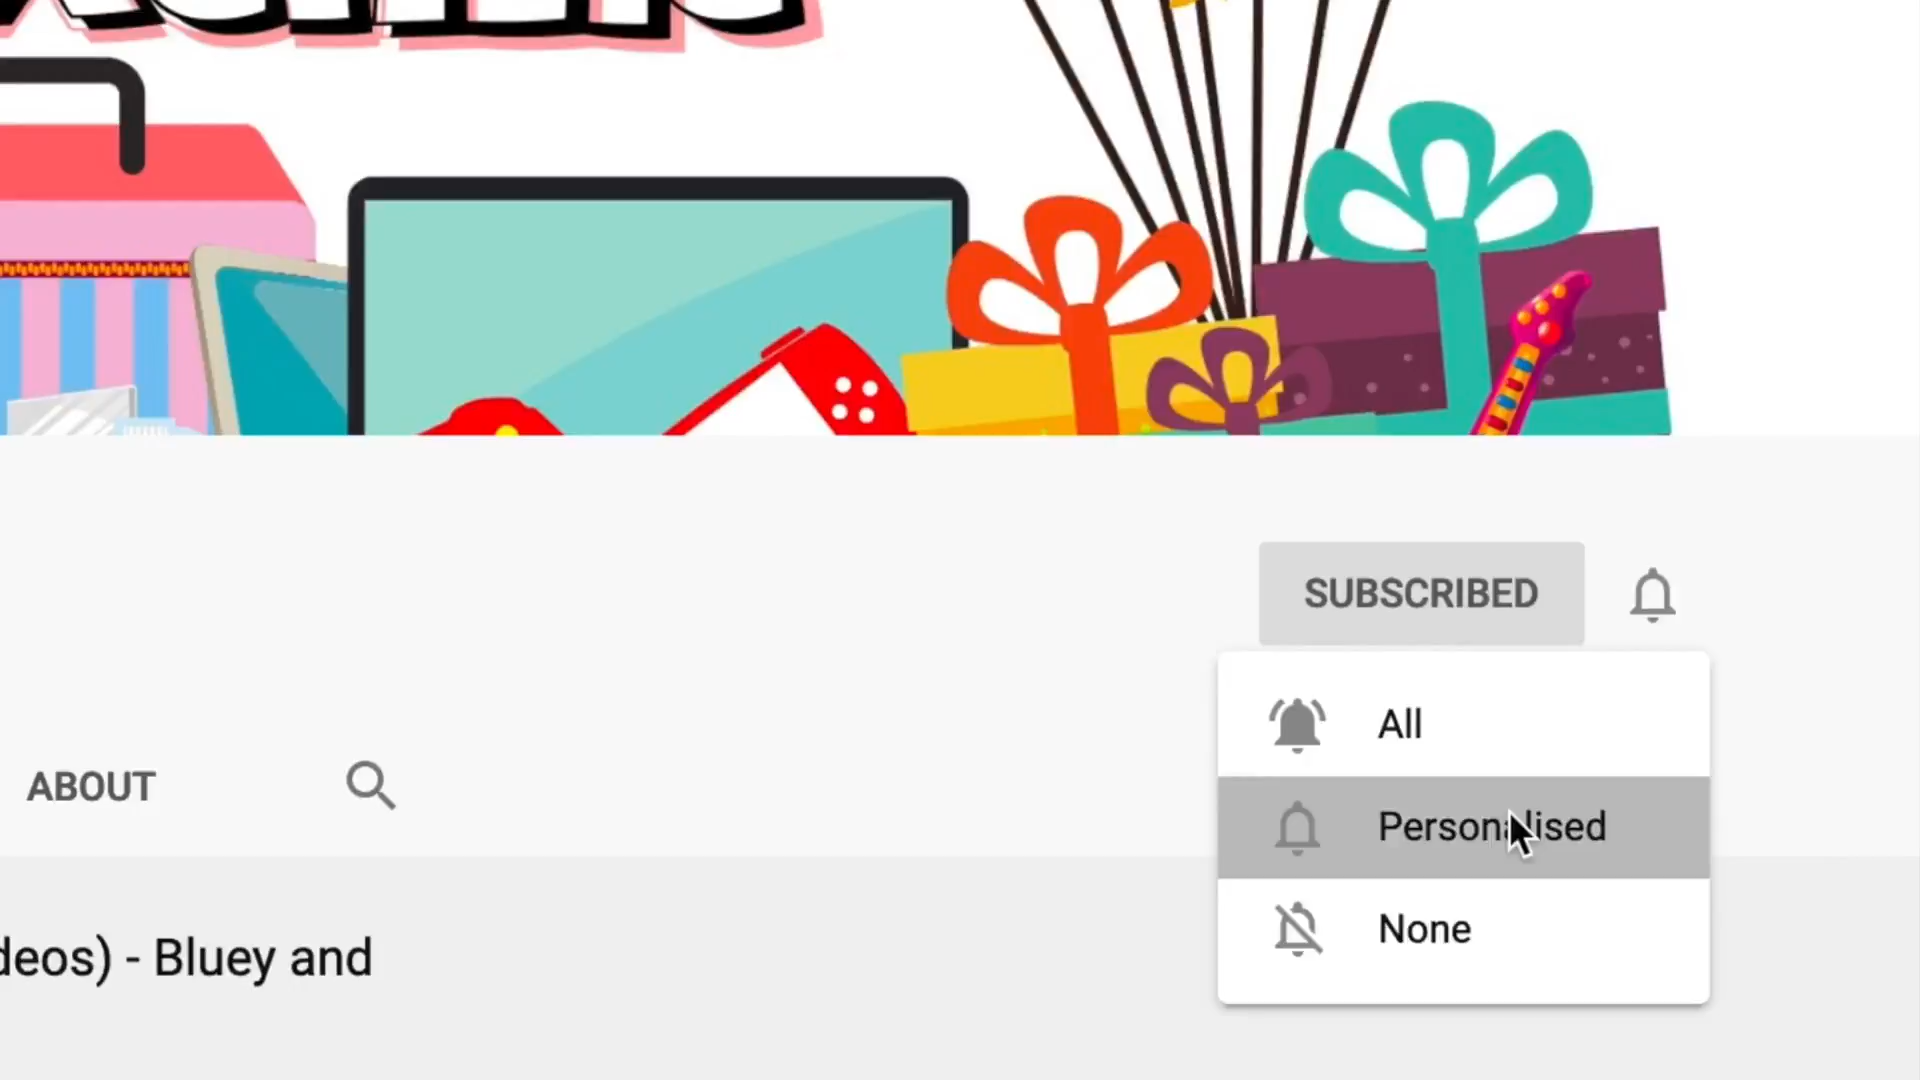 SUBSCRIBED
All
ABOUT
Personalised
None
deos) - Bluey and